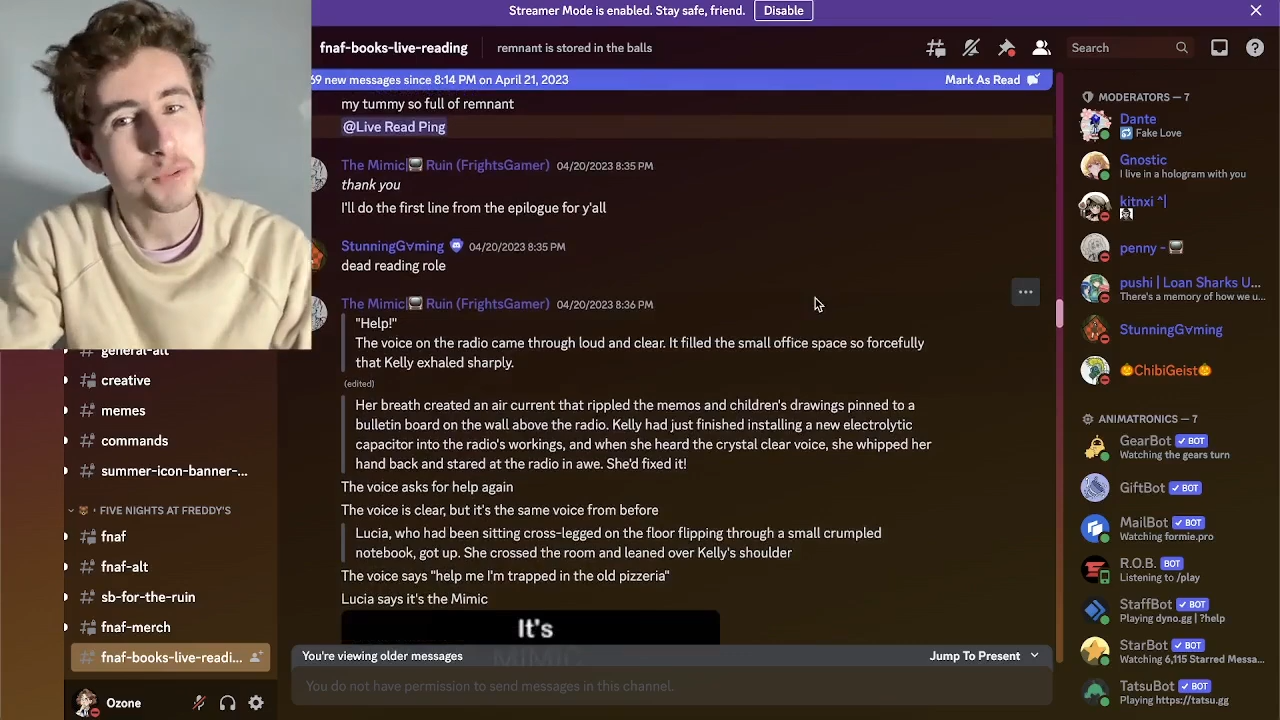 Streamer Mode is enabled. Stay safe, friend.
Disable
fnaf-books-live-reading
remnant is stored in the balls
Search
69 new messages since 8:14 PM on April 21, 2023
Mark As Read
my tummy so full of remnant
@Live Read Ping
The Mimic| Ruin (FrightsGamer) 04/20/2023 8:35 PM
thank you
I'll do the first line from the epilogue for y'all
StunningG∀ming 04/20/2023 8:35 PM
dead reading role
The Mimic| Ruin (FrightsGamer) 04/20/2023 8:36 PM
"Help!"
The voice on the radio came through loud and clear. It filled the small office space so forcefully
that Kelly exhaled sharply.
(edited)
Her breath created an air current that rippled the memos and children's drawings pinned to a
bulletin board on the wall above the radio. Kelly had just finished installing a new electrolytic
capacitor into the radio's workings, and when she heard the crystal clear voice, she whipped her
hand back and stared at the radio in awe. She'd fixed it!
The voice asks for help again
The voice is clear, but it's the same voice from before
Lucia, who had been sitting cross-legged on the floor flipping through a small crumpled
notebook, got up. She crossed the room and leaned over Kelly's shoulder
The voice says "help me I'm trapped in the old pizzeria"
Lucia says it's the Mimic
It's
MIMIC
You're viewing older messages
Jump To Present
You do not have permission to send messages in this channel.
general-alt
creative
memes
commands
summer-icon-banner-...
FIVE NIGHTS AT FREDDY'S
fnaf
fnaf-alt
sb-for-the-ruin
fnaf-merch
fnaf-books-live-readi...
Ozone
MODERATORS — 7
Dante
Fake Love
Gnostic
I live in a hologram with you
kitnxi ^|
penny -
pushi | Loan Sharks U...
There's a memory of how we u...
StunningG∀ming
🎃ChibiGeist🎃
ANIMATRONICS — 7
GearBot ✓ BOT
Watching the gears turn
GiftBot ✓ BOT
MailBot ✓ BOT
Watching formie.pro
R.O.B. BOT
Listening to /play
StaffBot ✓ BOT
Playing dyno.gg | ?help
StarBot ✓ BOT
Watching 6,115 Starred Messa...
TatsuBot ✓ BOT
Playing https://tatsu.gg